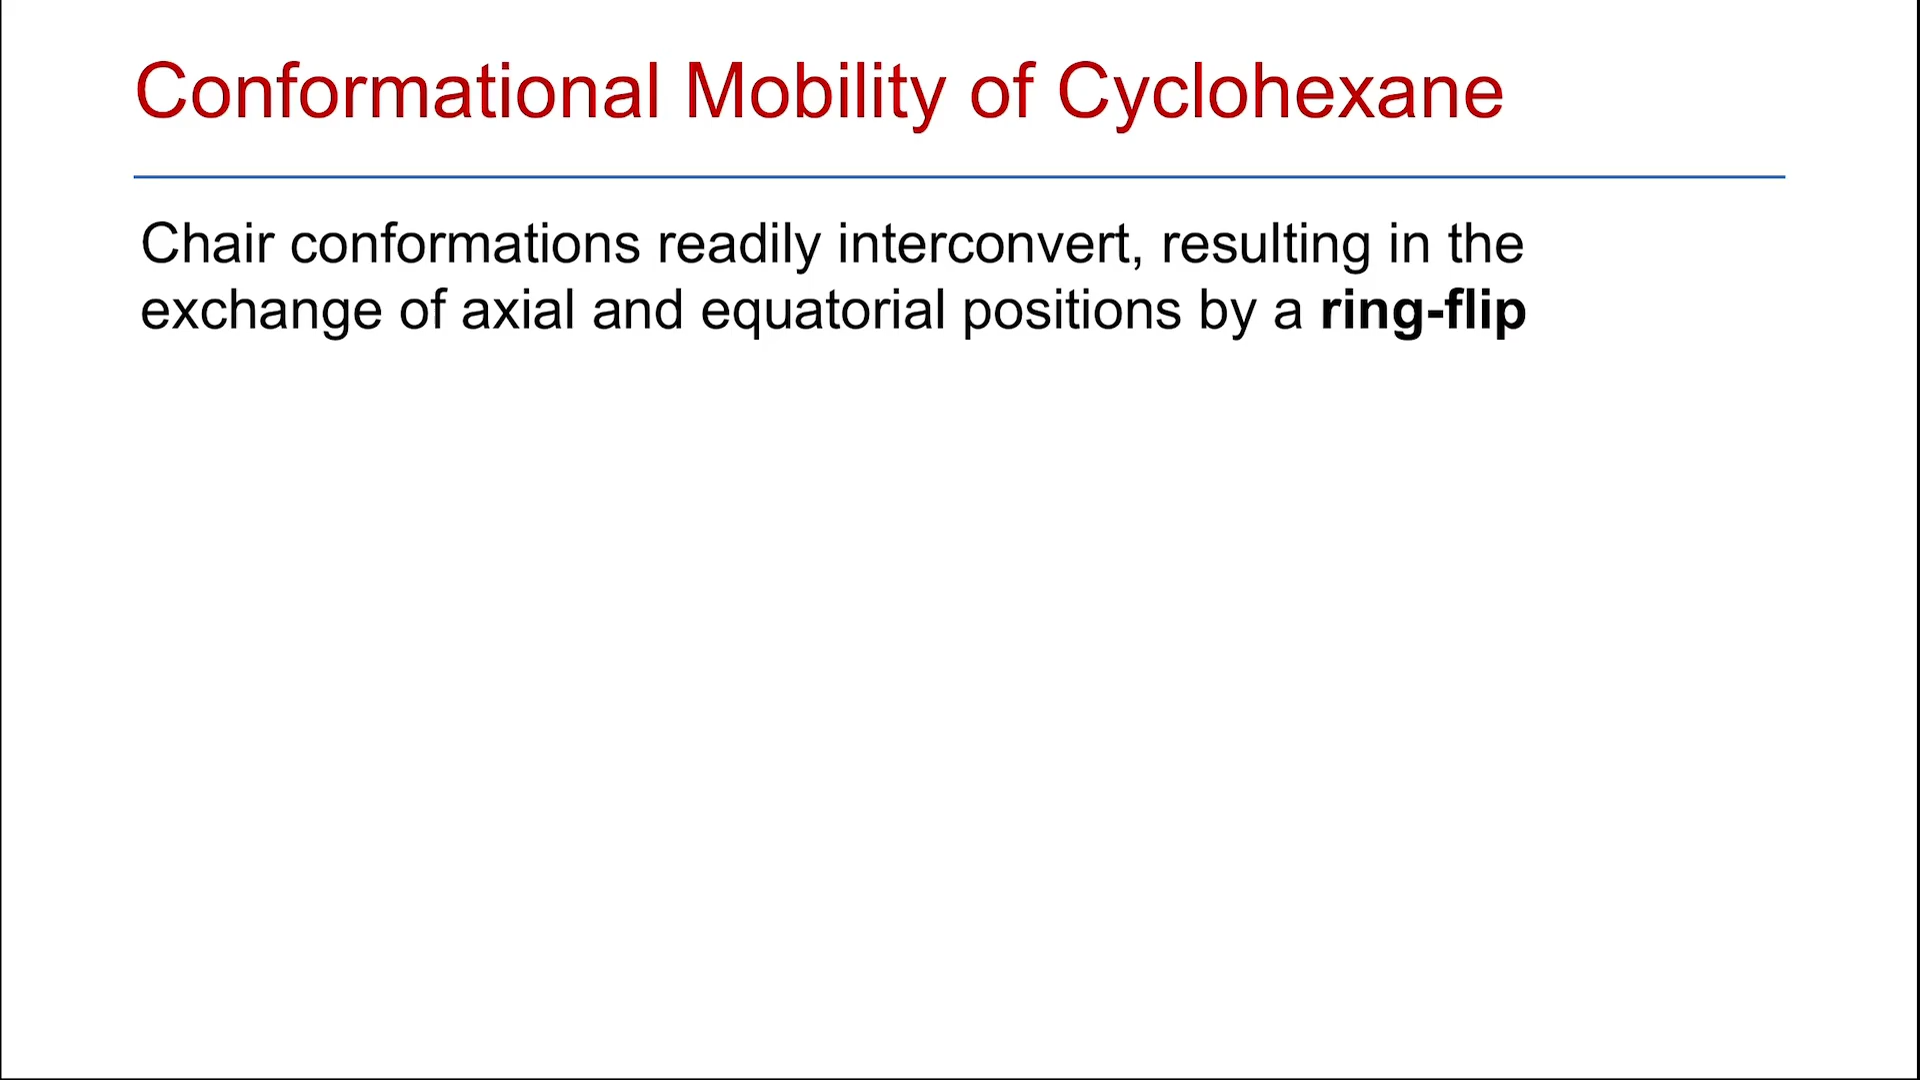 Conformational Mobility of Cyclohexane
Chair conformations readily interconvert, resulting in the
exchange of axial and equatorial positions by a ring-flip